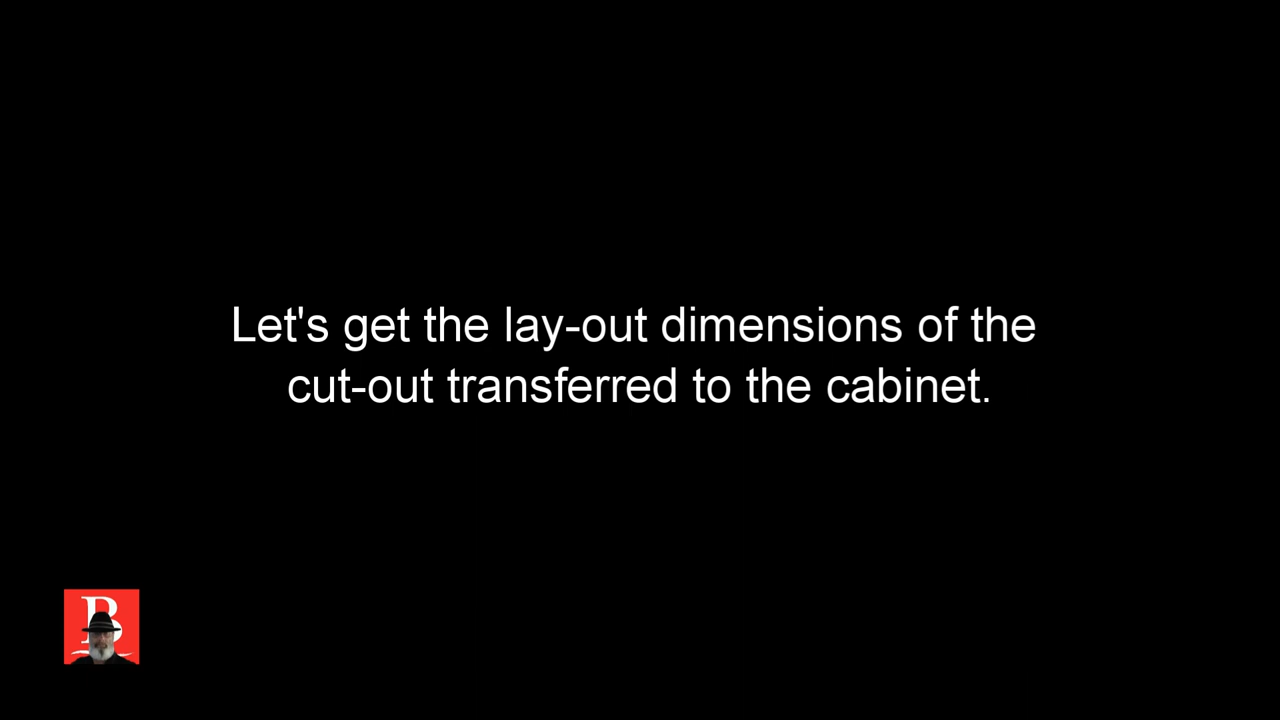 Let's get the lay-out dimensions of the
cut-out transferred to the cabinet.
B